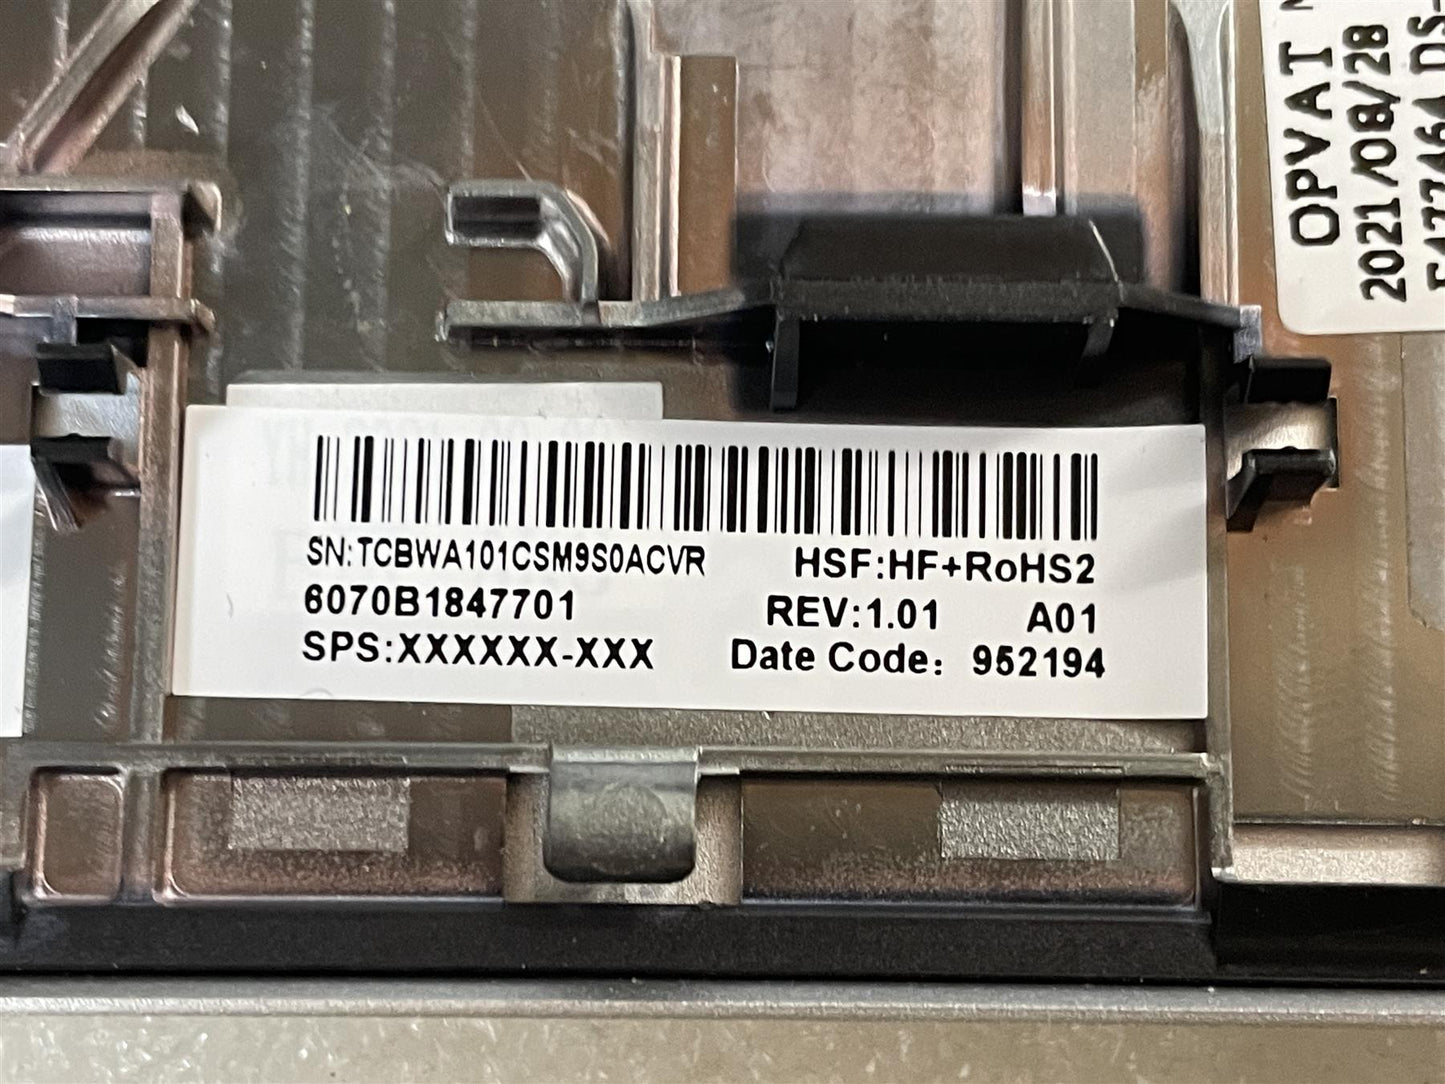 SN:TCBWA101CSM9S0ACVR
HSF:HF+RoHS2
6070B1847701
REV:1.01 A01
SPS:XXXXXX-XXX
Date Code: 952194
OPVAT
2021/08/28